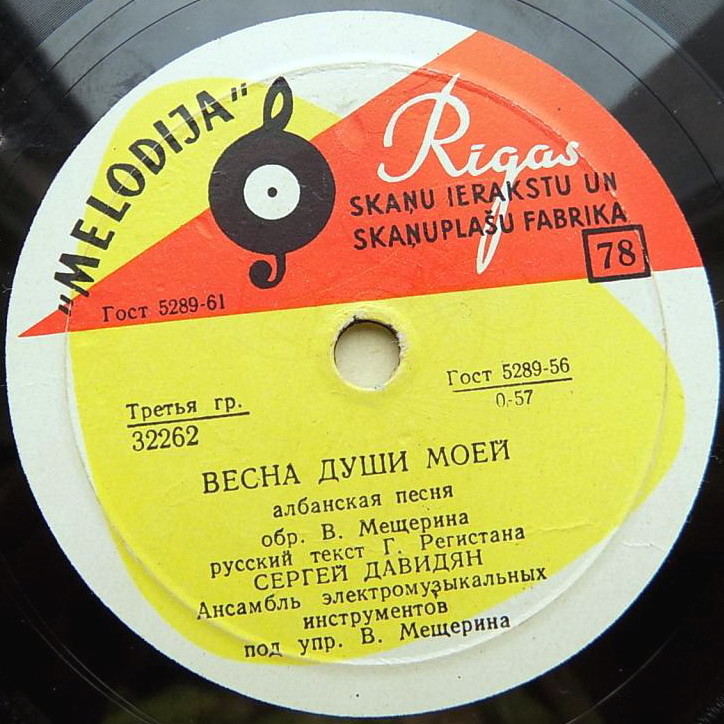 "MELODIJA"
Rīgas
SKAŅU IERAKSTU UN
SKAŅUPLAŠU FABRIKA
78
Гост 5289-61
Гост 5289-56
0-57
Третья гр.
32262
ВЕСНА ДУШИ МОЕЙ
албанская песня
обр. В. Мещерина
русский текст Г. Регистана
СЕРГЕЙ ДАВИДЯН
Ансамбль электромузыкальных
инструментов
под упр. В. Мещерина